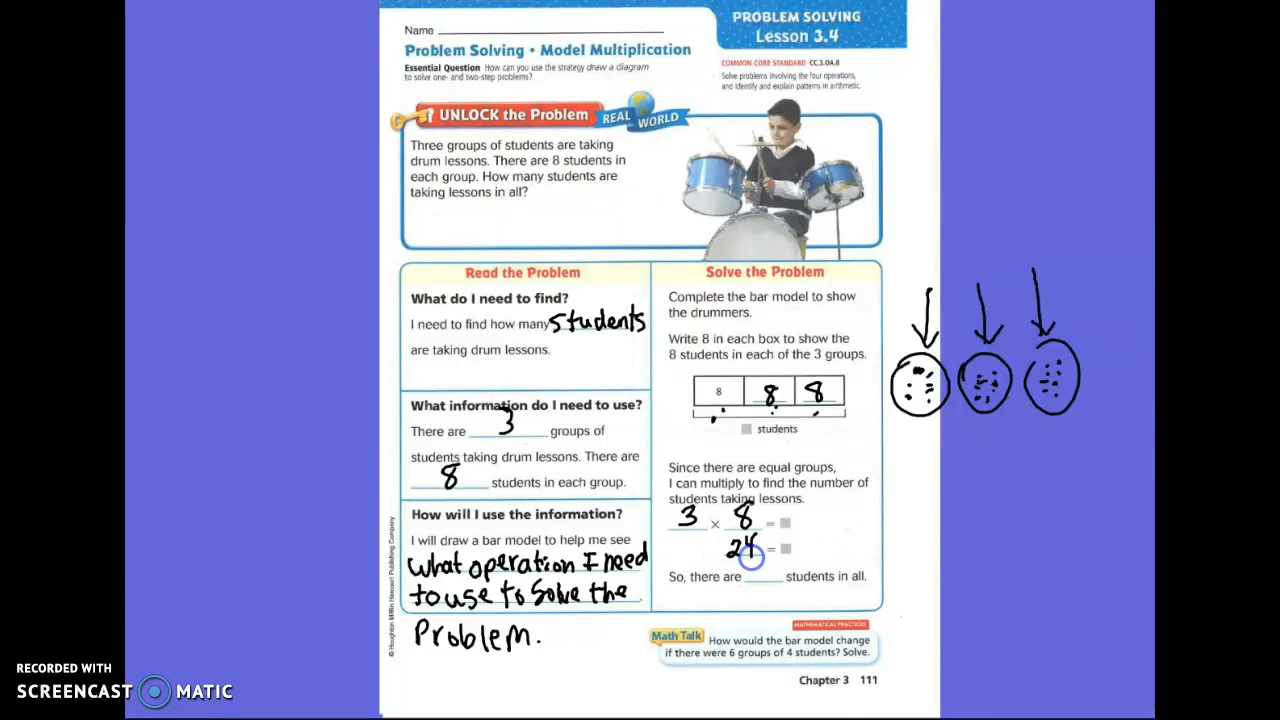 PROBLEM SOLVING
Lesson 3.4
Name
Problem Solving • Model Multiplication
COMMON CORE STANDARD CC.3.OA.8
Solve problems involving the four operations,
and identify and explain patterns in arithmetic.
Essential Question How can you use the strategy draw a diagram
to solve one- and two-step problems?
UNLOCK the Problem REAL WORLD
Three groups of students are taking
drum lessons. There are 8 students in
each group. How many students are
taking lessons in all?
Read the Problem
What do I need to find?
I need to find how many students
are taking drum lessons.
What information do I need to use?
There are 3 groups of
students taking drum lessons. There are
8 students in each group.
How will I use the information?
I will draw a bar model to help me see
what operation I need
to use to solve the
problem.
Solve the Problem
Complete the bar model to show
the drummers.
Write 8 in each box to show the
8 students in each of the 3 groups.
8 8 8
students
Since there are equal groups,
I can multiply to find the number of
students taking lessons.
3 × 8 =
24 =
So, there are students in all.
MATHEMATICAL PRACTICES
Math Talk How would the bar model change
if there were 6 groups of 4 students? Solve.
Chapter 3 111
© Houghton Mifflin Harcourt Publishing Company
RECORDED WITH
SCREENCAST MATIC